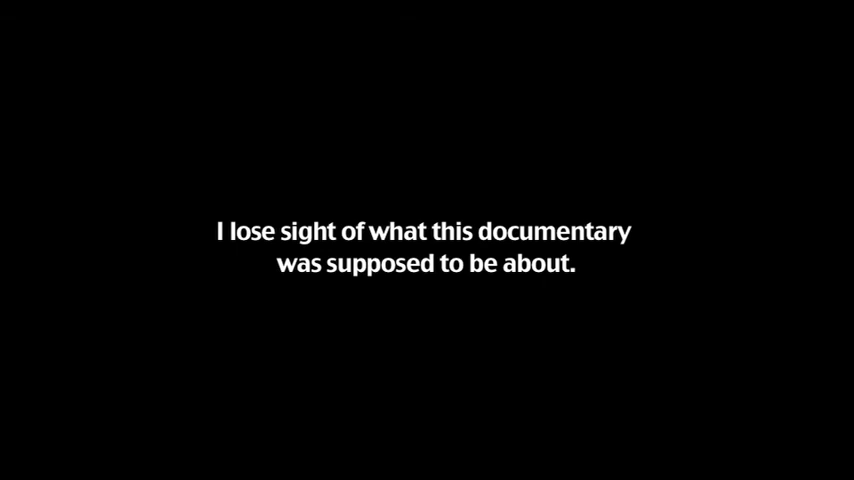 I lose sight of what this documentary
was supposed to be about.